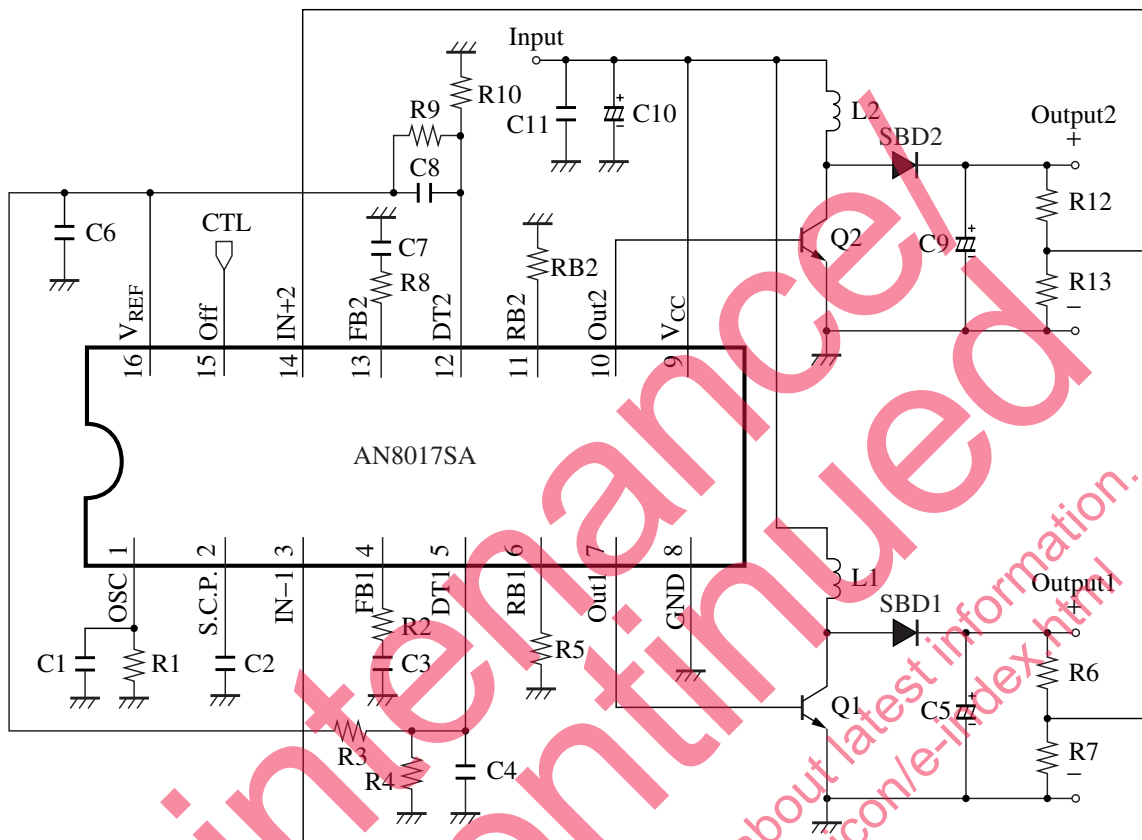 Input
R10
R9
C8
C11
C10
L2
SBD2
Output2
+
R12
C9
+
−
R13
−
Q2
C6
CTL
C7
R8
RB2
16
VREF
15
Off
14
IN+2
13
FB2
12
DT2
11
RB2
10
Out2
9
VCC
AN8017SA
1
OSC
2
S.C.P.
3
IN−1
4
FB1
5
DT1
6
RB1
7
Out1
8
GND
L1
SBD1
Output1
+
R6
C5
+
−
R7
−
Q1
C1
R1
C2
R2
C3
R5
R3
R4
C4
intenance/
ontinued
about latest information.
icon/e-index.html